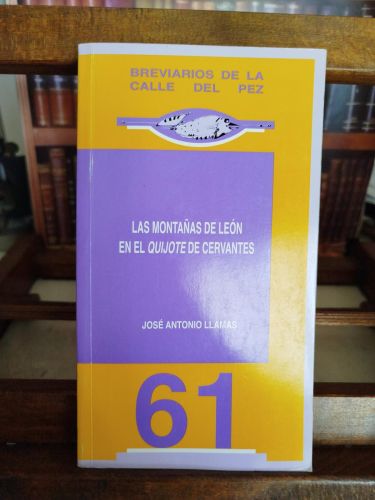 BREVIARIOS DE LA
CALLE DEL PEZ
LAS MONTAÑAS DE LEÓN
EN EL QUIJOTE DE CERVANTES
JOSÉ ANTONIO LLAMAS
61